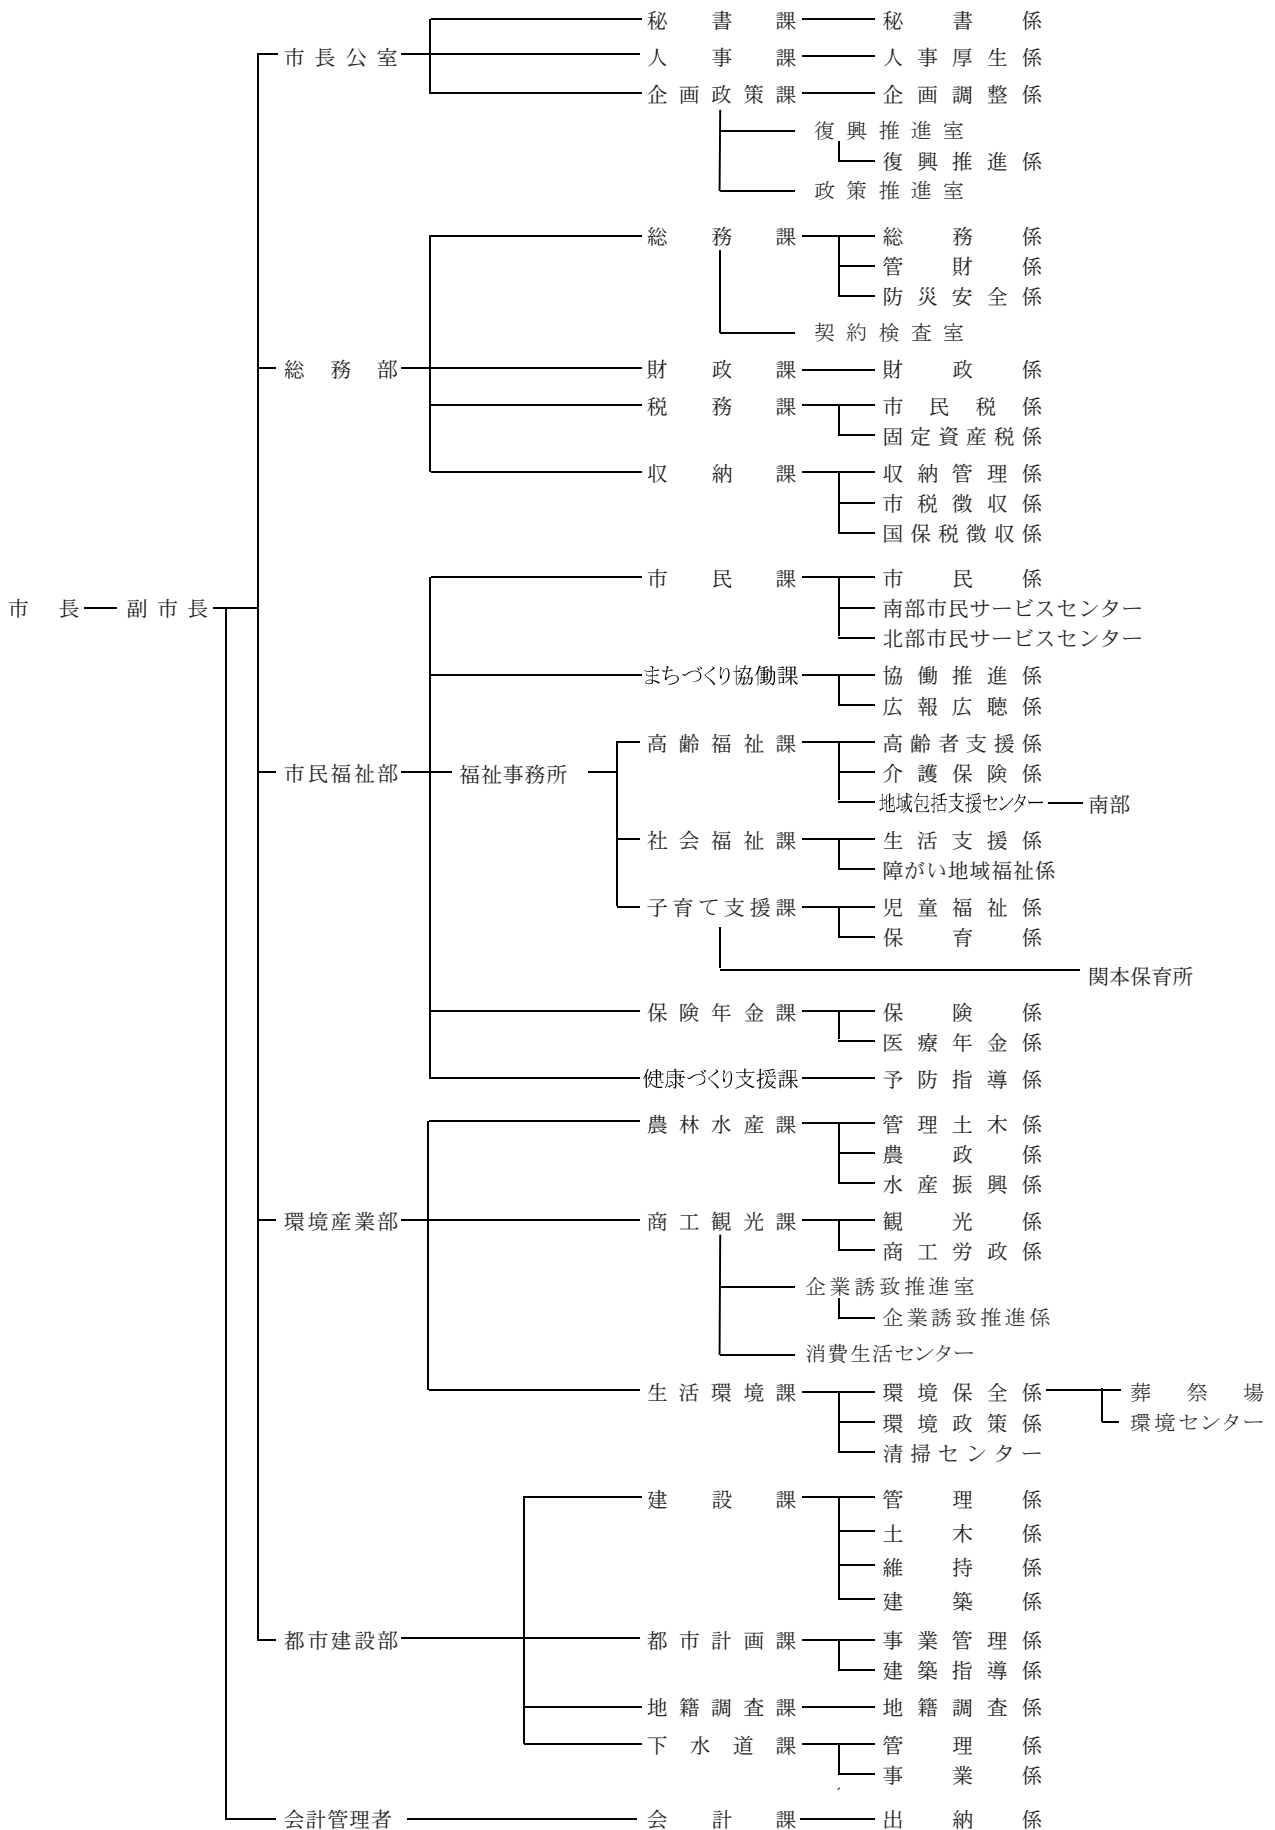 秘書課 秘書係
市長公室 人事課 人事厚生係
企画政策課 企画調整係
復興推進室
復興推進係
政策推進室
総務課 総務係
管財係
防災安全係
契約検査室
総務部 財政課 財政係
税務課 市民税係
固定資産税係
収納課 収納管理係
市税徴収係
国保税徴収係
市民課 市民係
市長 副市長 南部市民サービスセンター
北部市民サービスセンター
まちづくり協働課 協働推進係
広報広聴係
高齢福祉課 高齢者支援係
市民福祉部 福祉事務所 介護保険係
地域包括支援センター 南部
社会福祉課 生活支援係
障がい地域福祉係
子育て支援課 児童福祉係
保育係
関本保育所
保険年金課 保険係
医療年金係
健康づくり支援課 予防指導係
農林水産課 管理土木係
農政係
水産振興係
環境産業部 商工観光課 観光係
商工労政係
企業誘致推進室
企業誘致推進係
消費生活センター
生活環境課 環境保全係 葬祭場
環境政策係 環境センター
清掃センター
建設課 管理係
土木係
維持係
建築係
都市建設部 都市計画課 事業管理係
建築指導係
地籍調査課 地籍調査係
下水道課 管理係
事業係
会計管理者 会計課 出納係